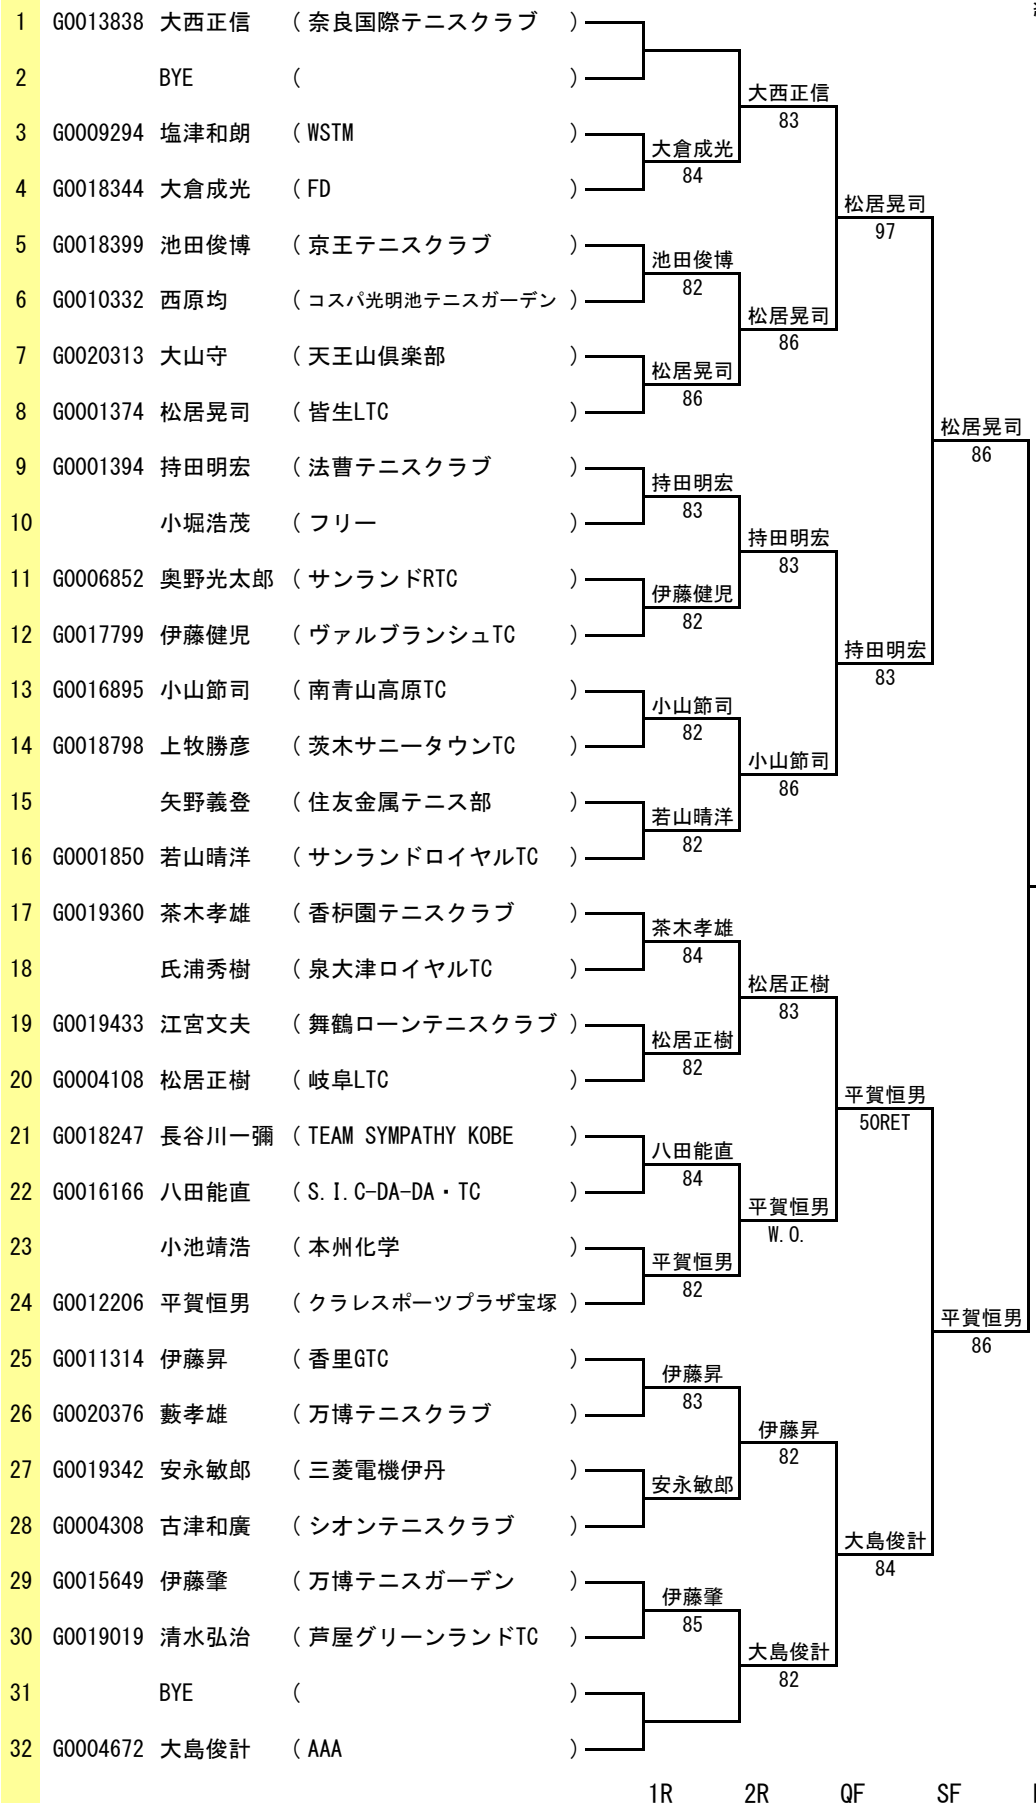 1 G0013838 大西正信 ( 奈良国際テニスクラブ )
2 BYE ( )
大西正信
83
3 G0009294 塩津和朗 ( WSTM )
大倉成光
84
4 G0018344 大倉成光 ( FD )
松居晃司
97
5 G0018399 池田俊博 ( 京王テニスクラブ )
池田俊博
82
6 G0010332 西原均 ( コスパ光明池テニスガーデン )
松居晃司
86
7 G0020313 大山守 ( 天王山倶楽部 )
松居晃司
86
8 G0001374 松居晃司 ( 皆生LTC )
松居晃司
86
9 G0001394 持田明宏 ( 法曹テニスクラブ )
持田明宏
83
10 小堀浩茂 ( フリー )
持田明宏
83
11 G0006852 奥野光太郎 ( サンランドRTC )
伊藤健児
82
12 G0017799 伊藤健児 ( ヴァルブランシュTC )
持田明宏
83
13 G0016895 小山節司 ( 南青山高原TC )
小山節司
82
14 G0018798 上牧勝彦 ( 茨木サニータウンTC )
小山節司
86
15 矢野義登 ( 住友金属テニス部 )
若山晴洋
82
16 G0001850 若山晴洋 ( サンランドロイヤルTC )
17 G0019360 茶木孝雄 ( 香枦園テニスクラブ )
茶木孝雄
84
18 氏浦秀樹 ( 泉大津ロイヤルTC )
松居正樹
83
19 G0019433 江宮文夫 ( 舞鶴ローンテニスクラブ )
松居正樹
82
20 G0004108 松居正樹 ( 岐阜LTC )
平賀恒男
50RET
21 G0018247 長谷川一彌 ( TEAM SYMPATHY KOBE )
八田能直
84
22 G0016166 八田能直 ( S.I.C-DA-DA・TC )
平賀恒男
W.O.
23 小池靖浩 ( 本州化学 )
平賀恒男
82
24 G0012206 平賀恒男 ( クラレスポーツプラザ宝塚 )
平賀恒男
86
25 G0011314 伊藤昇 ( 香里GTC )
伊藤昇
83
26 G0020376 藪孝雄 ( 万博テニスクラブ )
伊藤昇
82
27 G0019342 安永敏郎 ( 三菱電機伊丹 )
安永敏郎
28 G0004308 古津和廣 ( シオンテニスクラブ )
大島俊計
84
29 G0015649 伊藤肇 ( 万博テニスガーデン )
伊藤肇
85
30 G0019019 清水弘治 ( 芦屋グリーンランドTC )
大島俊計
82
31 BYE ( )
32 G0004672 大島俊計 ( AAA )
1R 2R QF SF